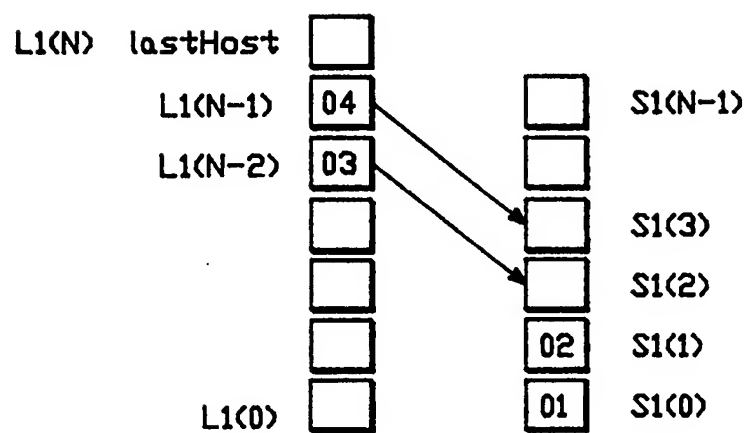 L1(N) lastHost
L1(N-1) 04 S1(N-1)
L1(N-2) 03
S1(3)
S1(2)
02 S1(1)
L1(0) 01 S1(0)